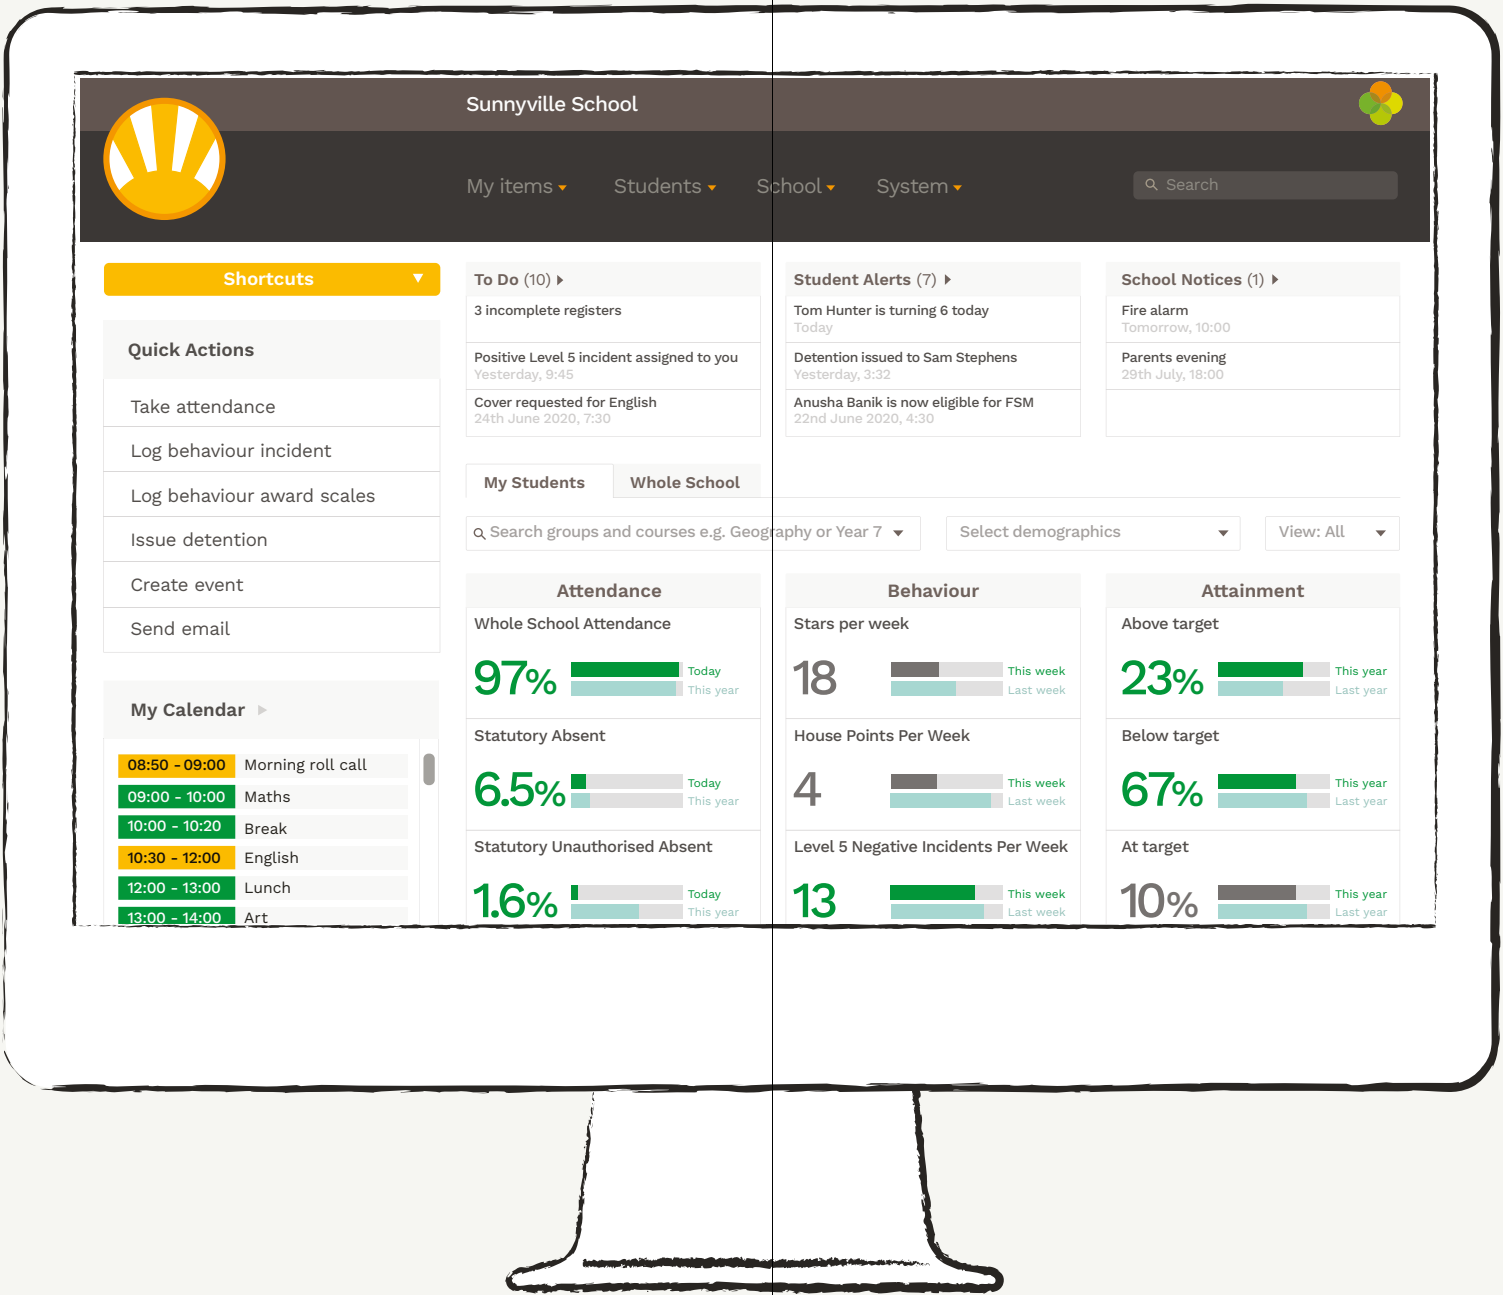 Sunnyville School
My items
Students
School
System
Search
Shortcuts
Quick Actions
Take attendance
Log behaviour incident
Log behaviour award scales
Issue detention
Create event
Send email
My Calendar
08:50 - 09:00 Morning roll call
09:00 - 10:00 Maths
10:00 - 10:20 Break
10:30 - 12:00 English
12:00 - 13:00 Lunch
13:00 - 14:00 Art
To Do (10)
3 incomplete registers
Positive Level 5 incident assigned to you
Yesterday, 9:45
Cover requested for English
24th June 2020, 7:30
Student Alerts (7)
Tom Hunter is turning 6 today
Today
Detention issued to Sam Stephens
Yesterday, 3:32
Anusha Banik is now eligible for FSM
22nd June 2020, 4:30
School Notices (1)
Fire alarm
Tomorrow, 10:00
Parents evening
29th July, 18:00
My Students
Whole School
Search groups and courses e.g. Geography or Year 7
Select demographics
View: All
Attendance
Whole School Attendance
97%
Today
This year
Statutory Absent
6.5%
Today
This year
Statutory Unauthorised Absent
1.6%
Today
This year
Behaviour
Stars per week
18
This week
Last week
House Points Per Week
4
This week
Last week
Level 5 Negative Incidents Per Week
13
This week
Last week
Attainment
Above target
23%
This year
Last year
Below target
67%
This year
Last year
At target
10%
This year
Last year